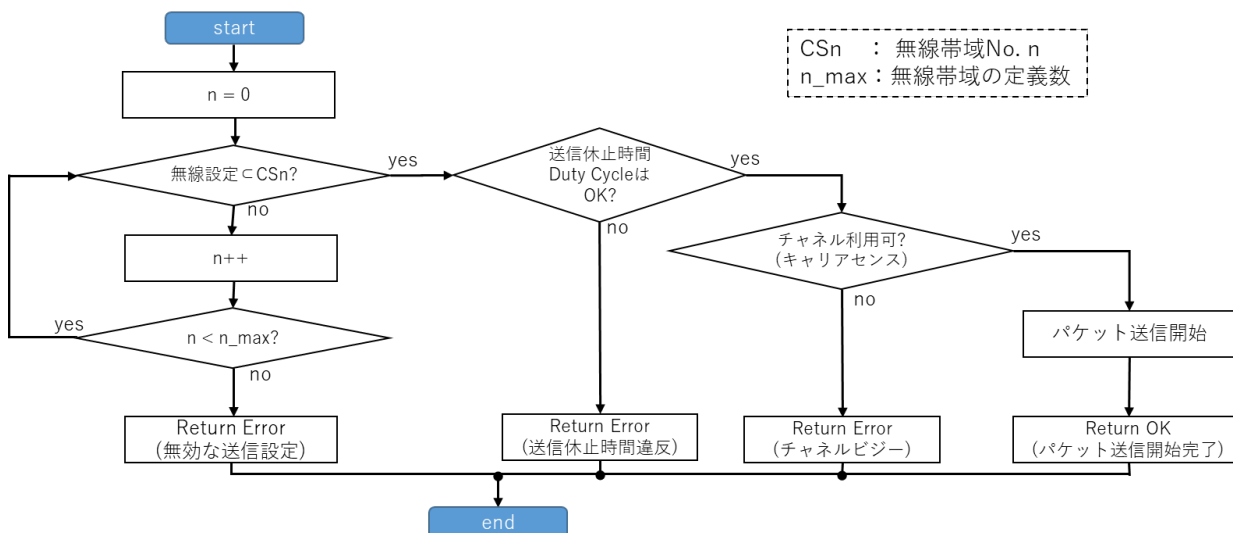 start
CSn : 無線帯域No. n
n_max：無線帯域の定義数
n = 0
無線設定⊂CSn?
yes
no
送信休止時間
Duty Cycleは
OK?
yes
no
チャネル利用可?
(キャリアセンス)
yes
no
n++
n < n_max?
yes
no
パケット送信開始
Return Error
(無効な送信設定)
Return Error
(送信休止時間違反)
Return Error
(チャネルビジー)
Return OK
(パケット送信開始完了)
end